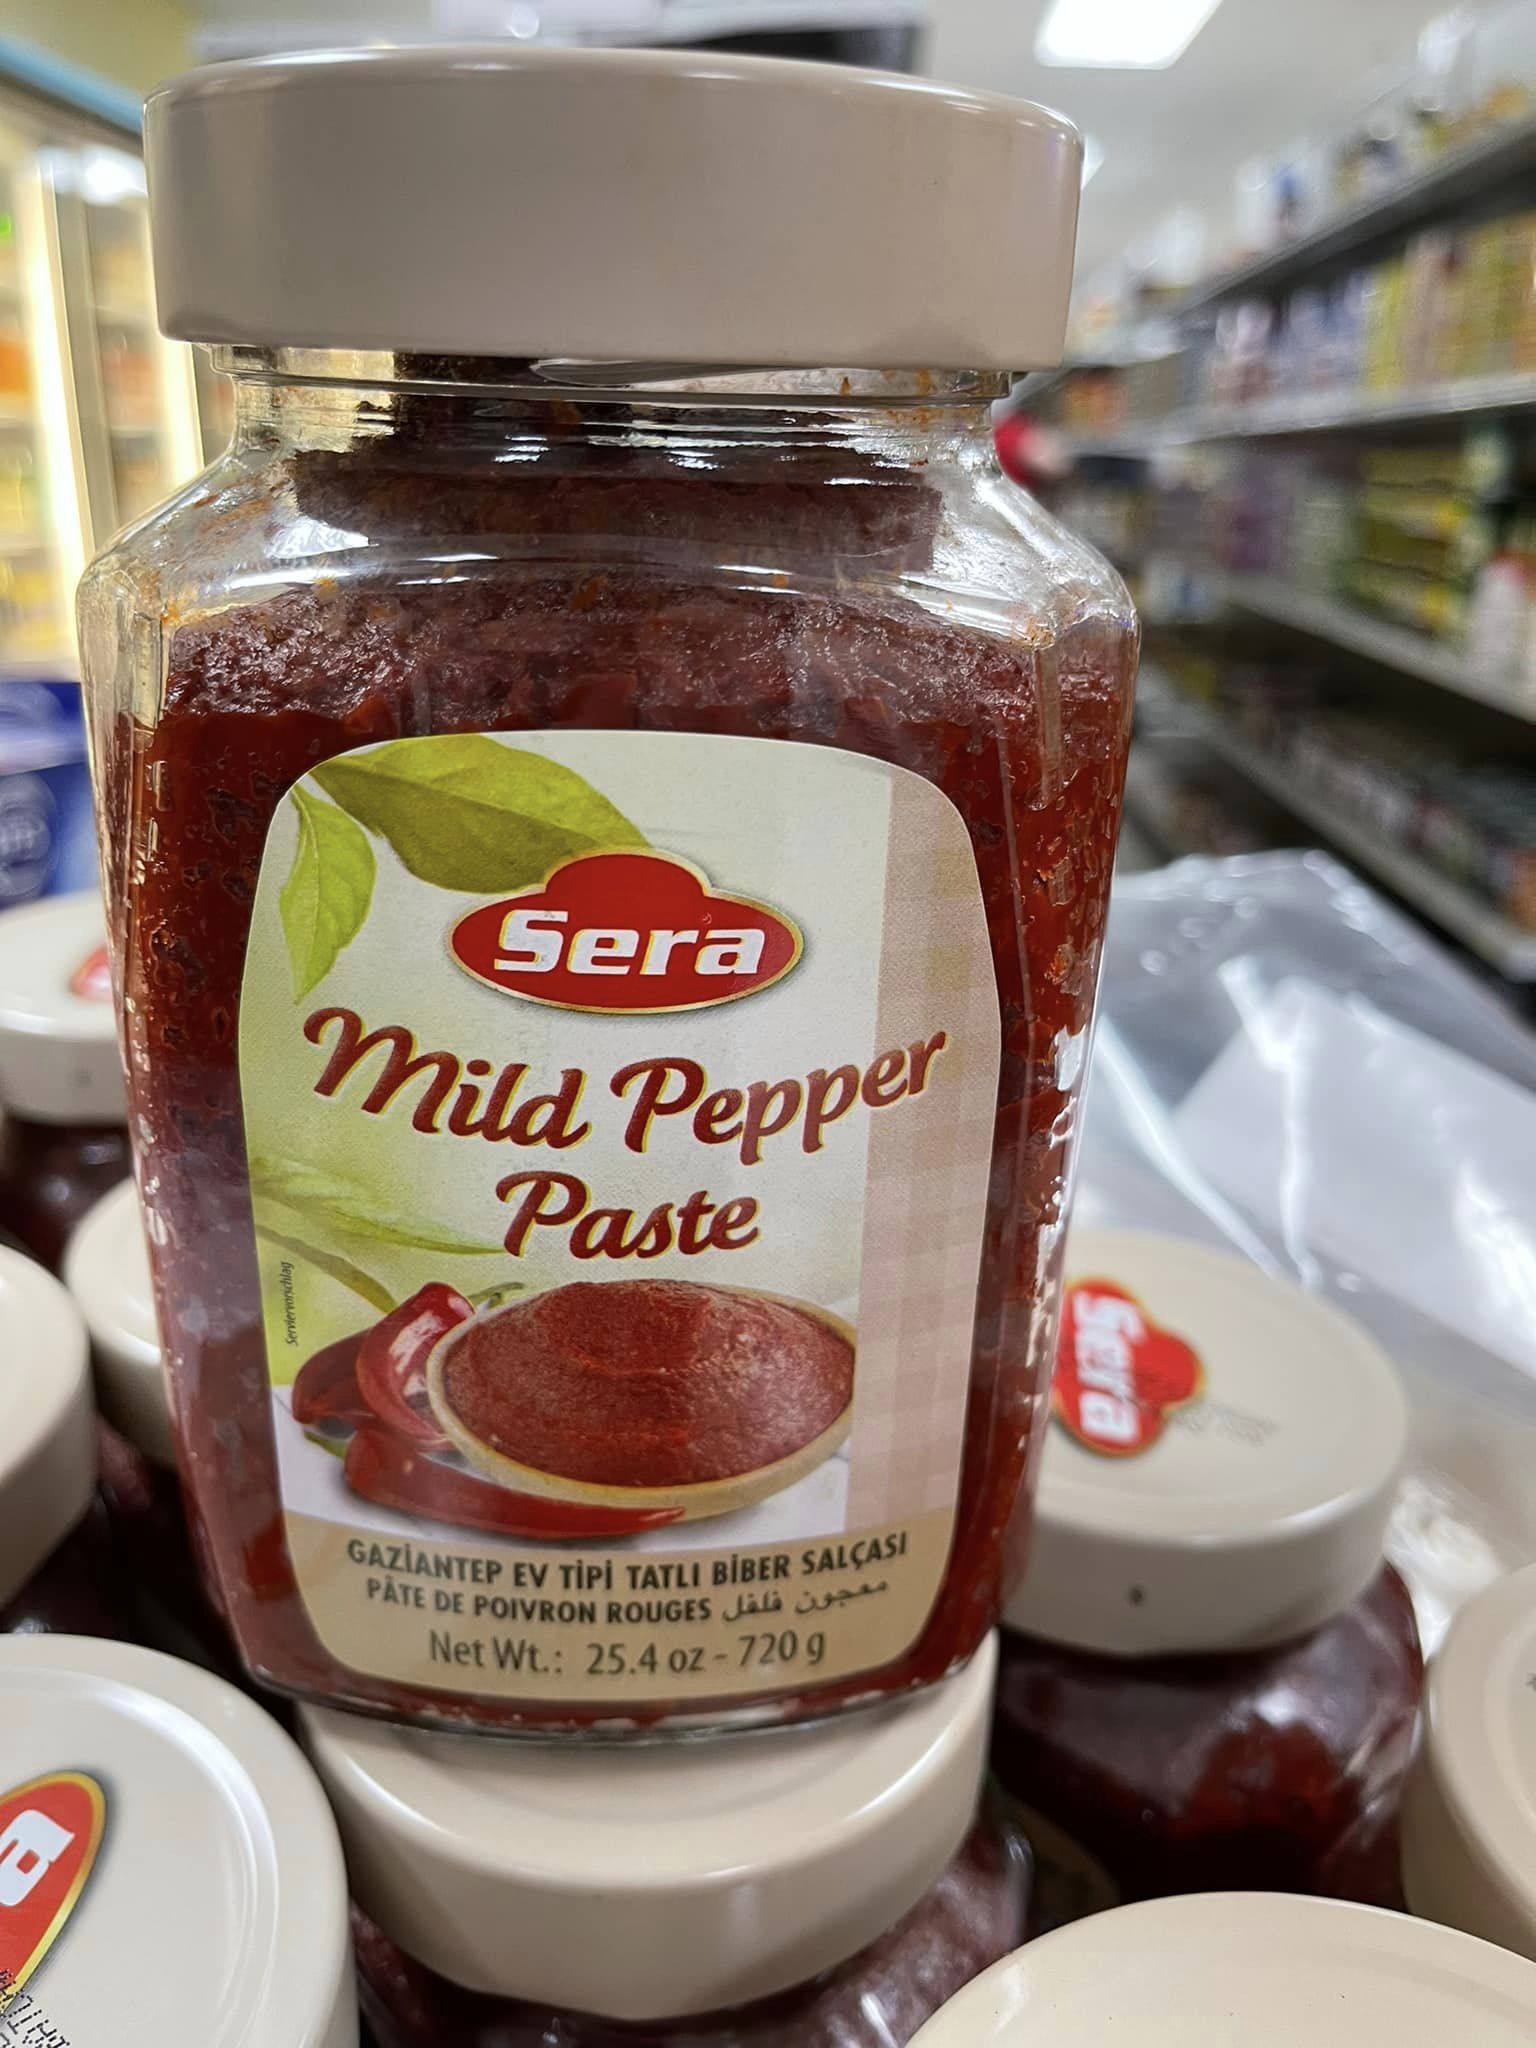 Sera
Mild Pepper
Paste
Serviervorschlag
GAZİANTEP EV TİPİ TATLI BİBER SALÇASI
PÂTE DE POIVRON ROUGES معجون فلفل
Net Wt.: 25.4 oz - 720 g
Sera
a